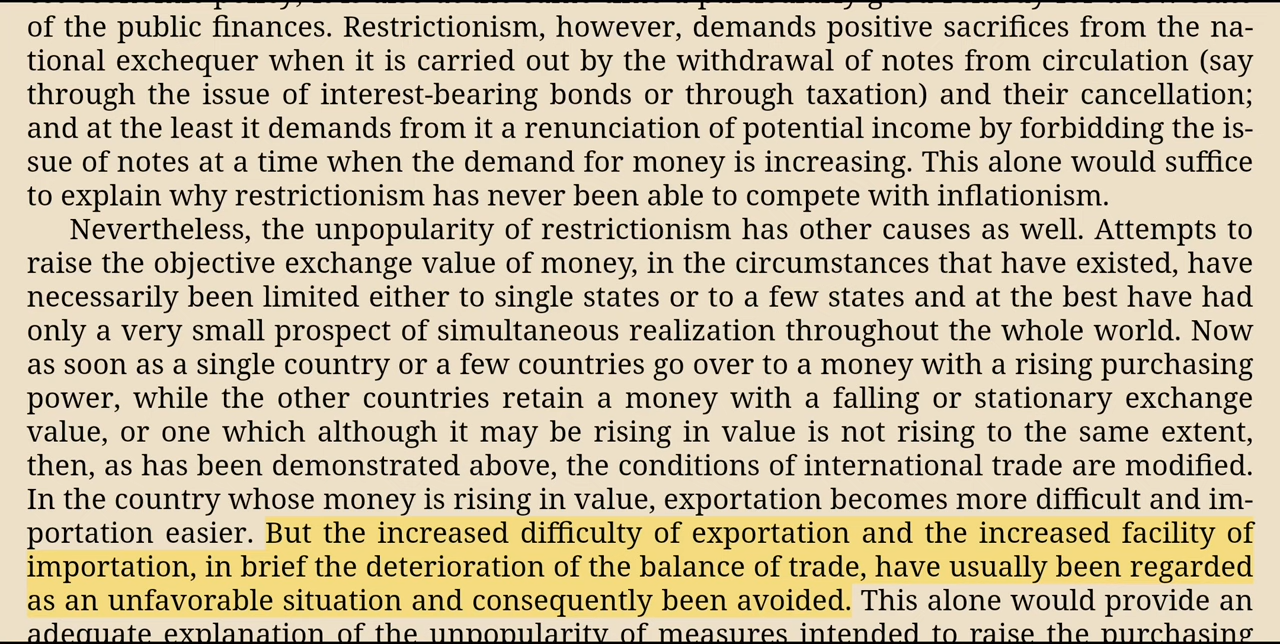 of the public finances. Restrictionism, however, demands positive sacrifices from the na-
tional exchequer when it is carried out by the withdrawal of notes from circulation (say
through the issue of interest-bearing bonds or through taxation) and their cancellation;
and at the least it demands from it a renunciation of potential income by forbidding the is-
sue of notes at a time when the demand for money is increasing. This alone would suffice
to explain why restrictionism has never been able to compete with inflationism.
Nevertheless, the unpopularity of restrictionism has other causes as well. Attempts to
raise the objective exchange value of money, in the circumstances that have existed, have
necessarily been limited either to single states or to a few states and at the best have had
only a very small prospect of simultaneous realization throughout the whole world. Now
as soon as a single country or a few countries go over to a money with a rising purchasing
power, while the other countries retain a money with a falling or stationary exchange
value, or one which although it may be rising in value is not rising to the same extent,
then, as has been demonstrated above, the conditions of international trade are modified.
In the country whose money is rising in value, exportation becomes more difficult and im-
portation easier. But the increased difficulty of exportation and the increased facility of
importation, in brief the deterioration of the balance of trade, have usually been regarded
as an unfavorable situation and consequently been avoided. This alone would provide an
adequate explanation of the unpopularity of measures intended to raise the purchasing